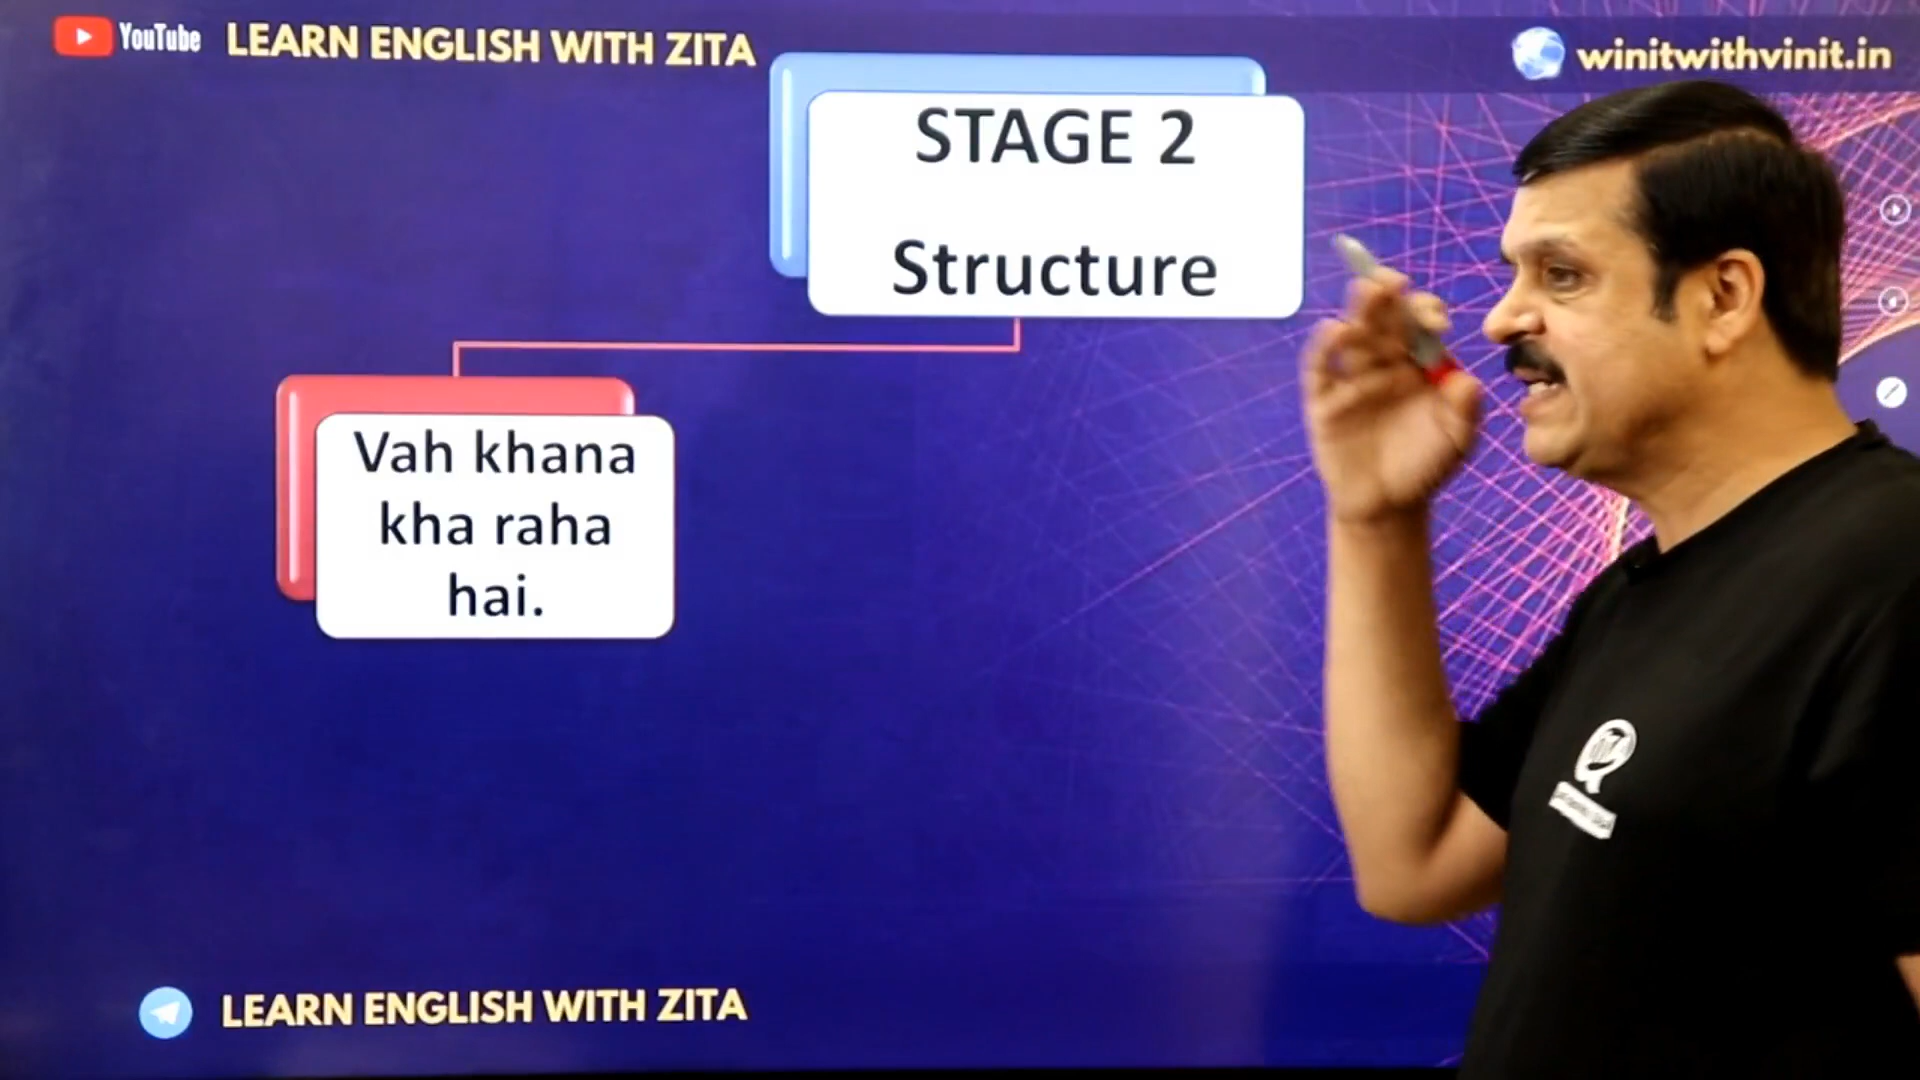 YouTube LEARN ENGLISH WITH ZITA
winitwithvinit.in
STAGE 2
Structure
Vah khana
kha raha
hai.
LEARN ENGLISH WITH ZITA